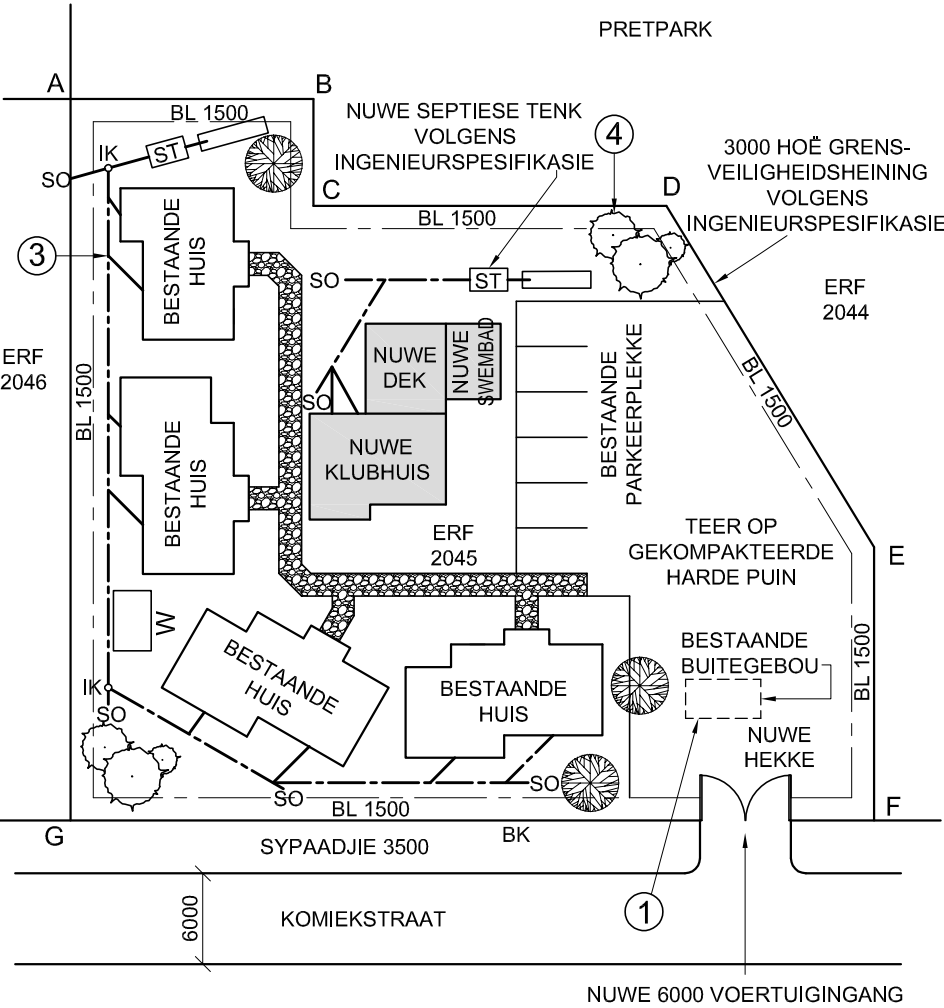 PRETPARK
A
B
BL 1500
NUWE SEPTIESE TENK
VOLGENS
INGENIEURSPESIFIKASIE
4
3000 HOË GRENS-
VEILIGHEIDSHEINING
VOLGENS
INGENIEURSPESIFIKASIE
IK
ST
SO
C
D
BL 1500
3
BESTAANDE
HUIS
SO
ST
ERF
2044
ERF
2046
NUWE
DEK
NUWE
SWEMBAD
BL 1500
SO
BESTAANDE
PARKEERPLEKKE
BL 1500
BESTAANDE
HUIS
NUWE
KLUBHUIS
ERF
2045
TEER OP
GEKOMPAKTEERDE
HARDE PUIN
E
W
BESTAANDE
BUITEGEBOU
BL 1500
IK
SO
BESTAANDE
HUIS
BESTAANDE
HUIS
NUWE
HEKKE
SO
SO
BL 1500
G
BK
F
SYPAADJIE 3500
6000
KOMIEKSTRAAT
1
NUWE 6000 VOERTUIGINGANG